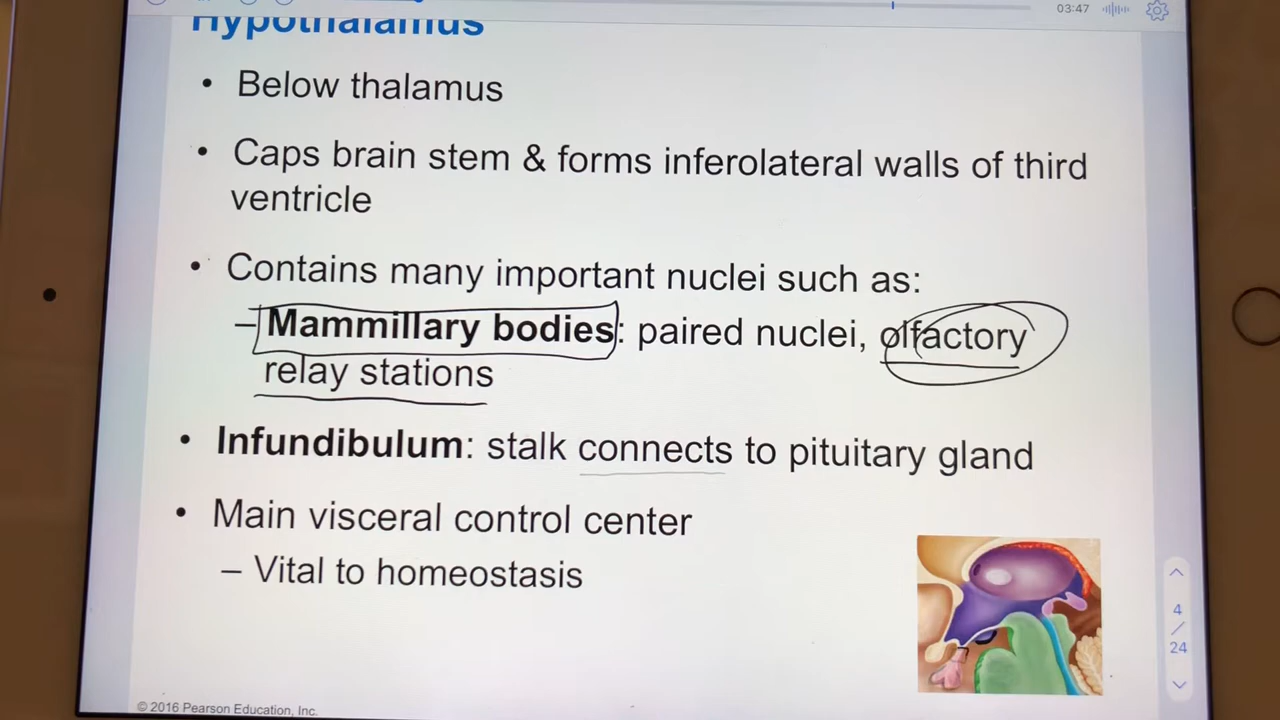 03:47
Hypothalamus
• Below thalamus
• Caps brain stem & forms inferolateral walls of third
ventricle
• Contains many important nuclei such as:
– Mammillary bodies: paired nuclei, olfactory
relay stations
• Infundibulum: stalk connects to pituitary gland
• Main visceral control center
– Vital to homeostasis
4
/
24
© 2016 Pearson Education, Inc.